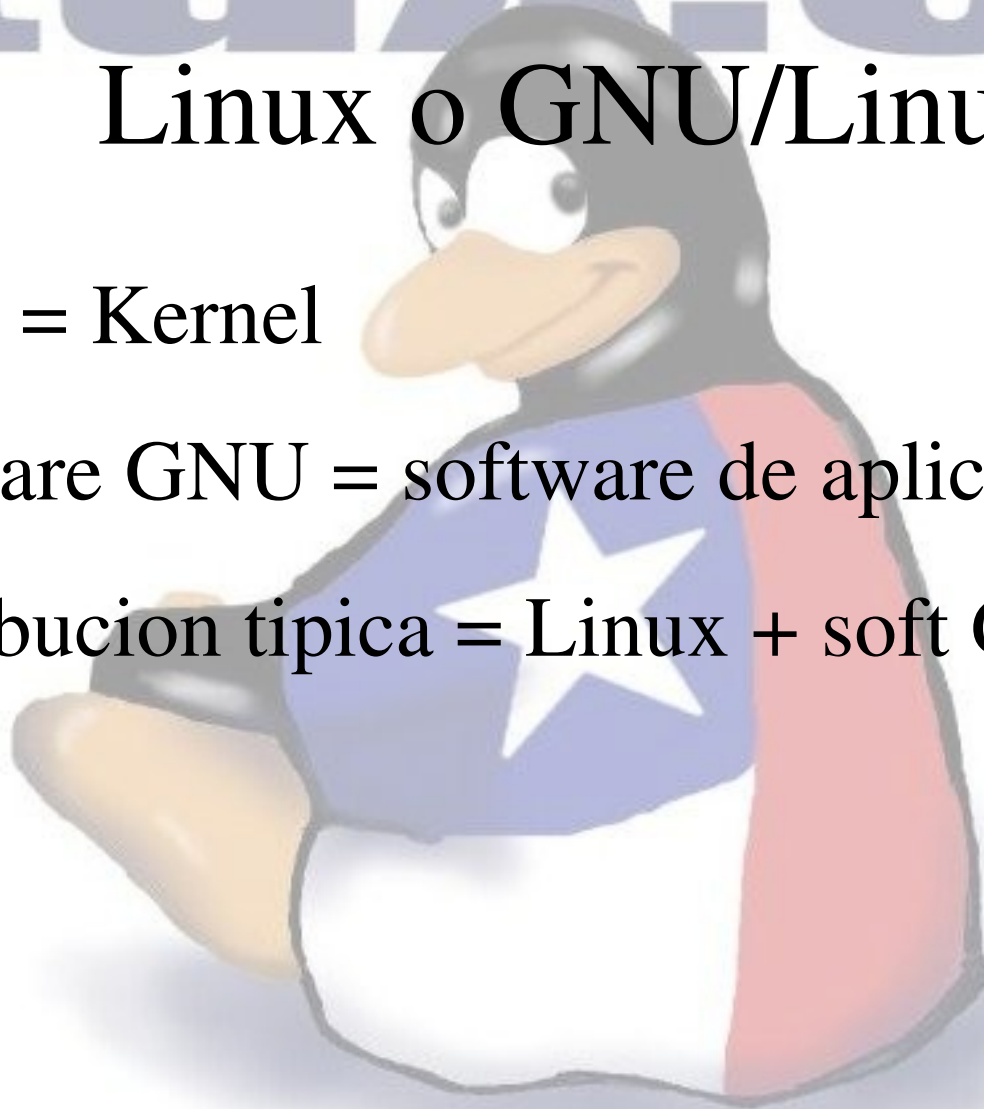 Linux o GNU/Linu
= Kernel
are GNU = software de aplic
bucion tipica = Linux + soft